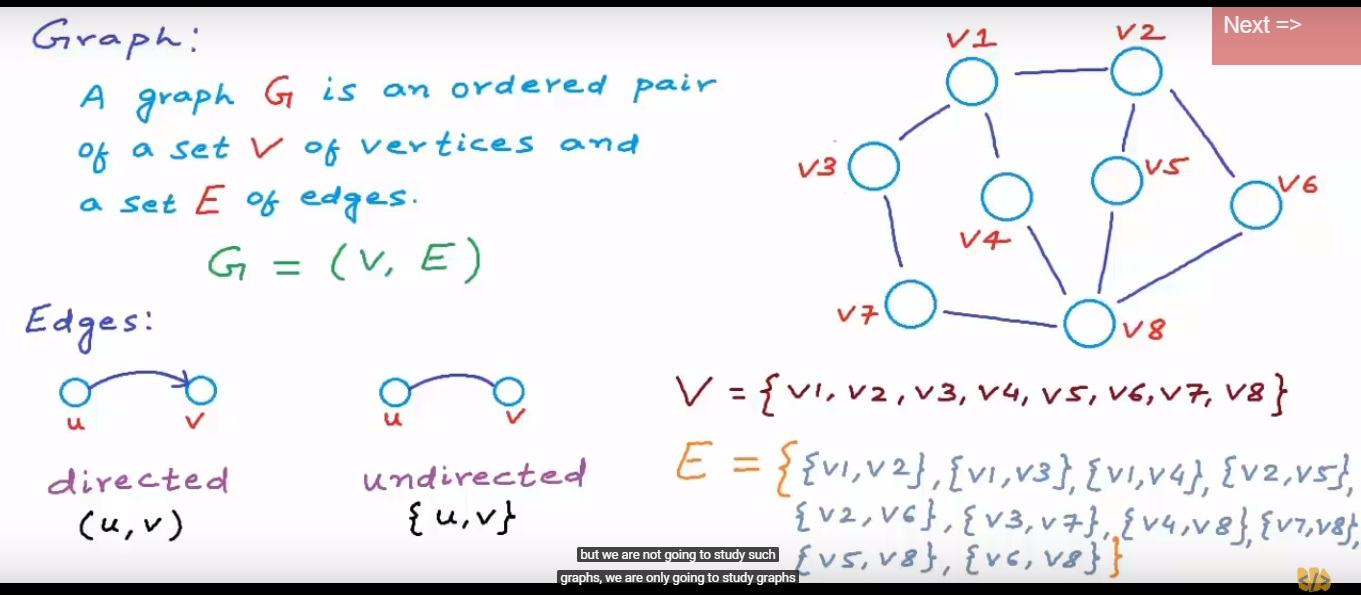 Graph:
A graph G is an ordered pair
of a set V of vertices and
a set E of edges.
G = (V, E)
Edges:
u v
directed
(u, v)
u v
undirected
{u, v}
Next =>
v1 v2
v3 v5 v6
v4
v7 v8
V = {v1, v2, v3, v4, v5, v6, v7, v8}
E = {{v1, v2}, {v1, v3}, {v1, v4}, {v2, v5},
{v2, v6}, {v3, v7}, {v4, v8}, {v7, v8},
{v5, v8}, {v6, v8}}
but we are not going to study such
graphs, we are only going to study graphs
</>